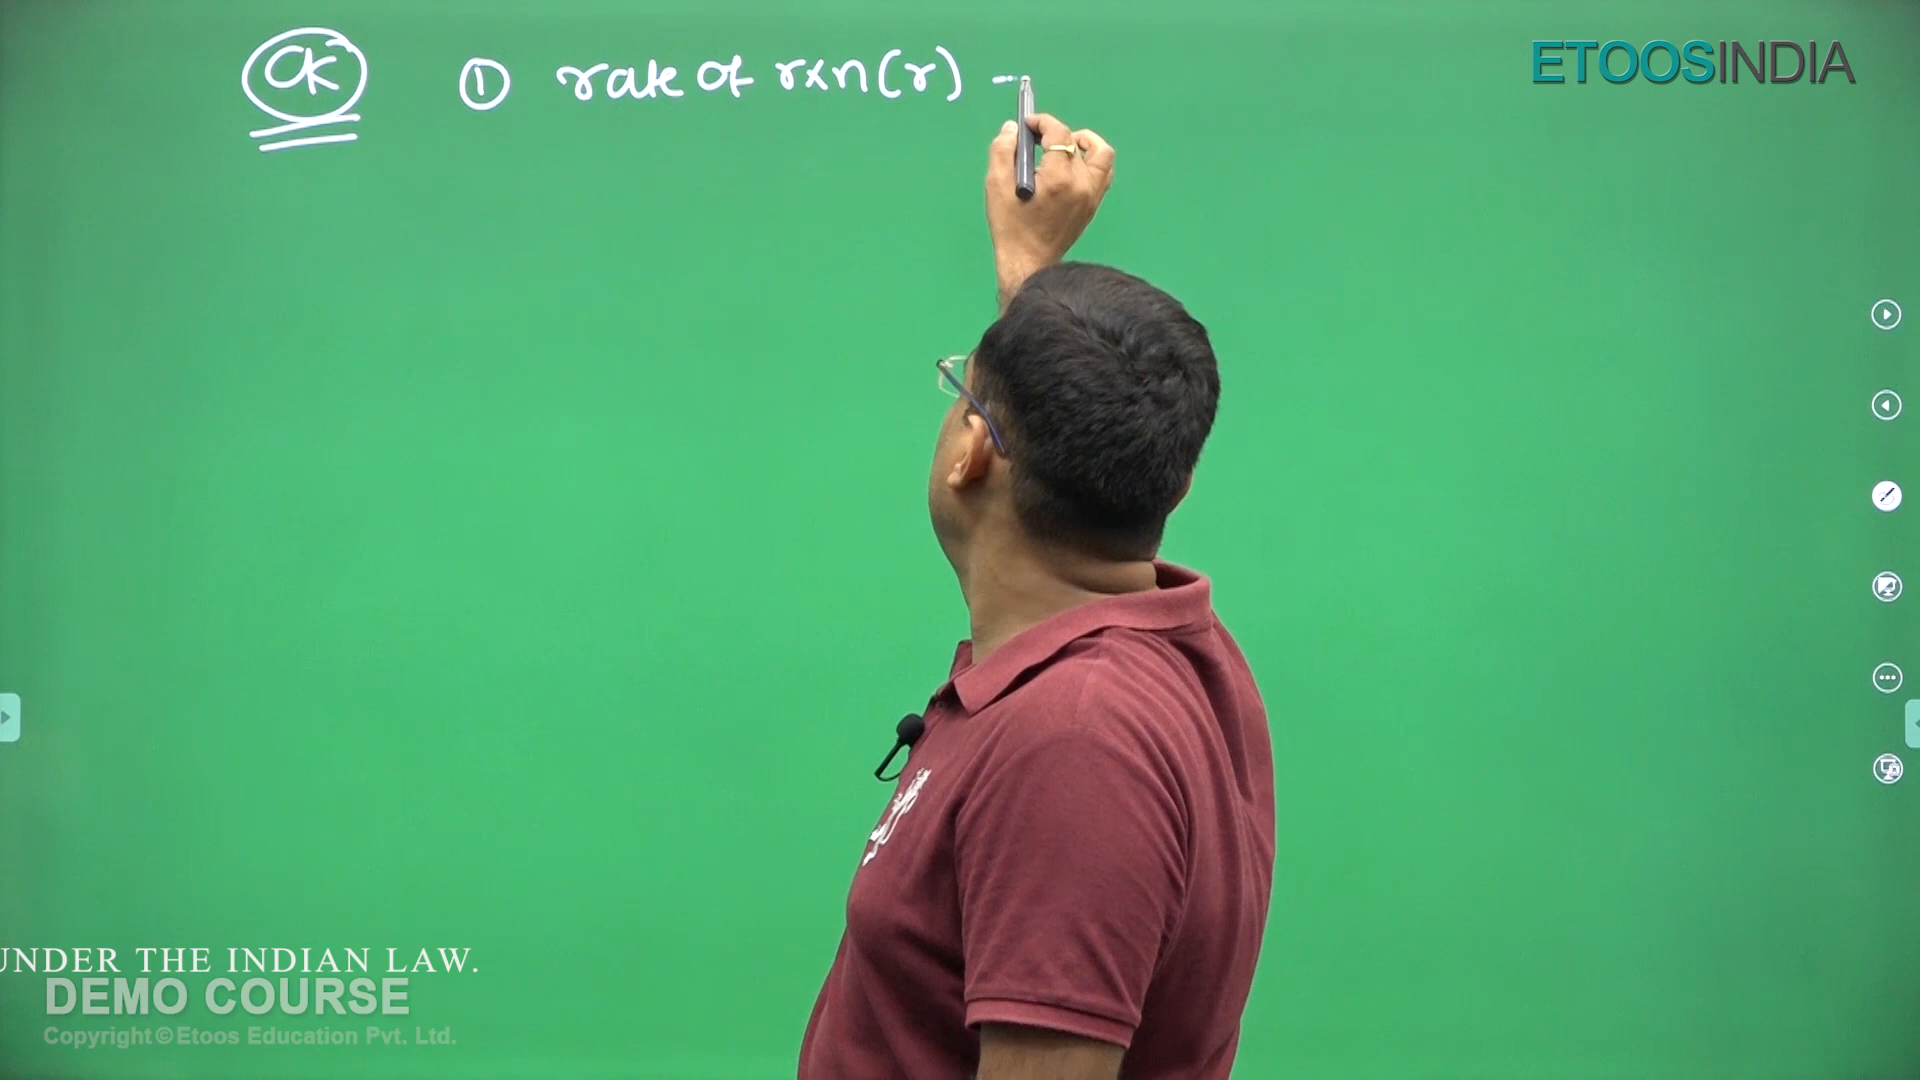 CK ① rate of rxn (r) -
ETOOSINDIA
UNDER THE INDIAN LAW.
DEMO COURSE
Copyright © Etoos Education Pvt. Ltd.